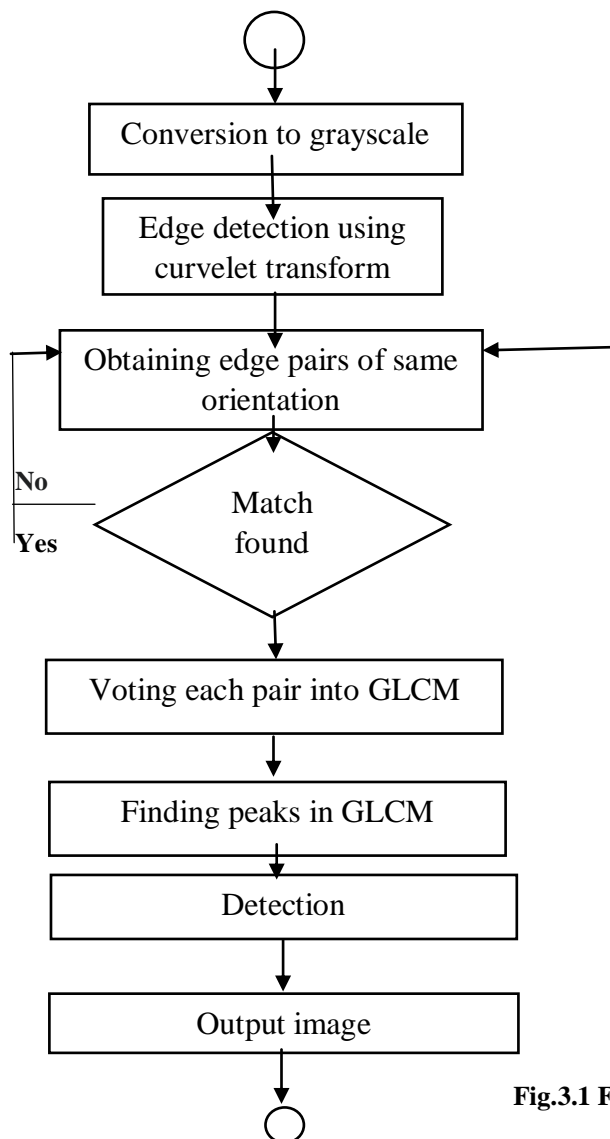 Conversion to grayscale
Edge detection using
curvelet transform
Obtaining edge pairs of same
orientation
No
Match
found
Yes
Voting each pair into GLCM
Finding peaks in GLCM
Detection
Output image
Fig.3.1 F